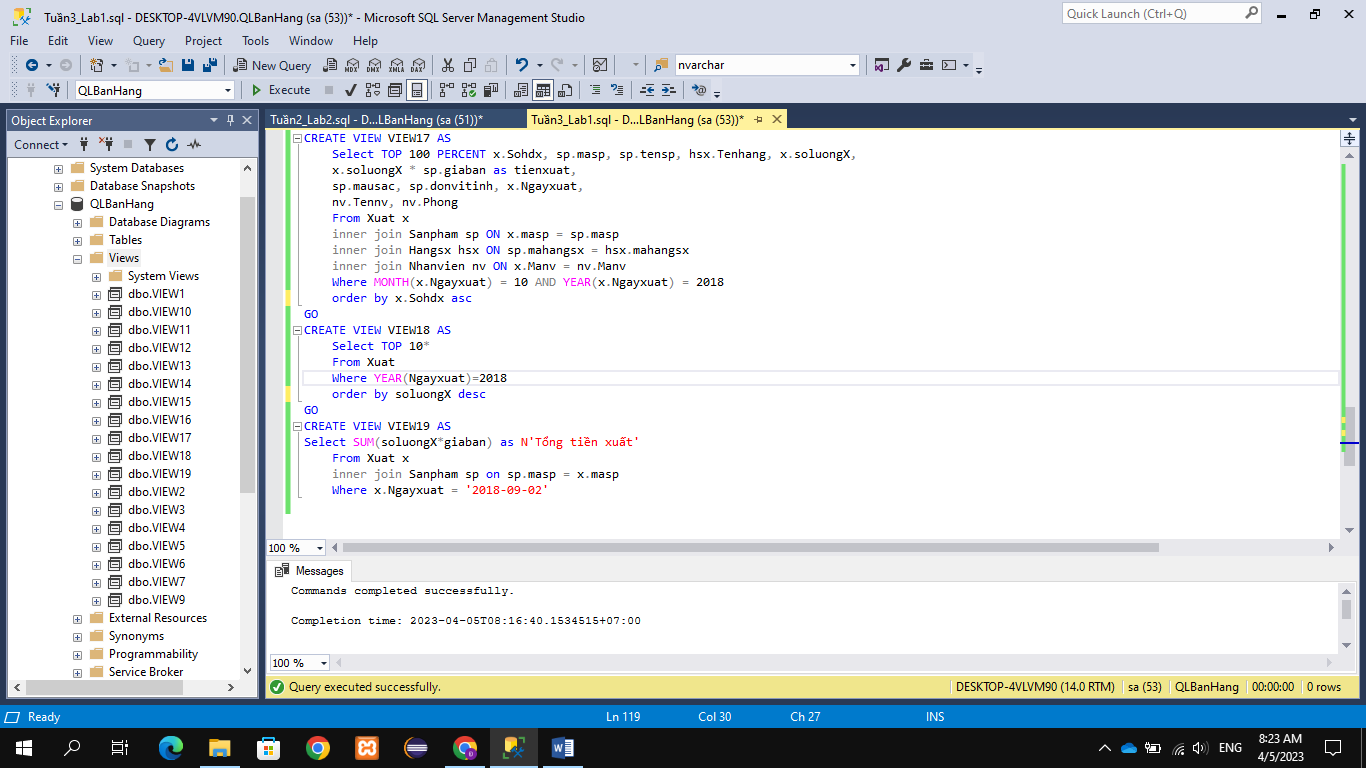 Tuần3_Lab1.sql - DESKTOP-4VLVM90.QLBanHang (sa (53))* - Microsoft SQL Server Management Studio
Quick Launch (Ctrl+Q)
File Edit View Query Project Tools Window Help
New Query
MDX DMX XMLA DAX
nvarchar
QLBanHang
Execute
Object Explorer
Tuần2_Lab2.sql - D...LBanHang (sa (51))*
Tuần3_Lab1.sql - D...LBanHang (sa (53))*
Connect
System Databases
Database Snapshots
QLBanHang
Database Diagrams
Tables
Views
System Views
dbo.VIEW1
dbo.VIEW10
dbo.VIEW11
dbo.VIEW12
dbo.VIEW13
dbo.VIEW14
dbo.VIEW15
dbo.VIEW16
dbo.VIEW17
dbo.VIEW18
dbo.VIEW19
dbo.VIEW2
dbo.VIEW3
dbo.VIEW4
dbo.VIEW5
dbo.VIEW6
dbo.VIEW7
dbo.VIEW9
External Resources
Synonyms
Programmability
Service Broker
CREATE VIEW VIEW17 AS
Select TOP 100 PERCENT x.Sohdx, sp.masp, sp.tensp, hsx.Tenhang, x.soluongX,
x.soluongX * sp.giaban as tienxuat,
sp.mausac, sp.donvitinh, x.Ngayxuat,
nv.Tennv, nv.Phong
From Xuat x
inner join Sanpham sp ON x.masp = sp.masp
inner join Hangsx hsx ON sp.mahangsx = hsx.mahangsx
inner join Nhanvien nv ON x.Manv = nv.Manv
Where MONTH(x.Ngayxuat) = 10 AND YEAR(x.Ngayxuat) = 2018
order by x.Sohdx asc
GO
CREATE VIEW VIEW18 AS
Select TOP 10*
From Xuat
Where YEAR(Ngayxuat)=2018
order by soluongX desc
GO
CREATE VIEW VIEW19 AS
Select SUM(soluongX*giaban) as N'Tổng tiền xuất'
From Xuat x
inner join Sanpham sp on sp.masp = x.masp
Where x.Ngayxuat = '2018-09-02'
100 %
Messages
Commands completed successfully.
Completion time: 2023-04-05T08:16:40.1534515+07:00
100 %
Query executed successfully.
DESKTOP-4VLVM90 (14.0 RTM) sa (53) QLBanHang 00:00:00 0 rows
Ready Ln 119 Col 30 Ch 27 INS
ENG
8:23 AM
4/5/2023